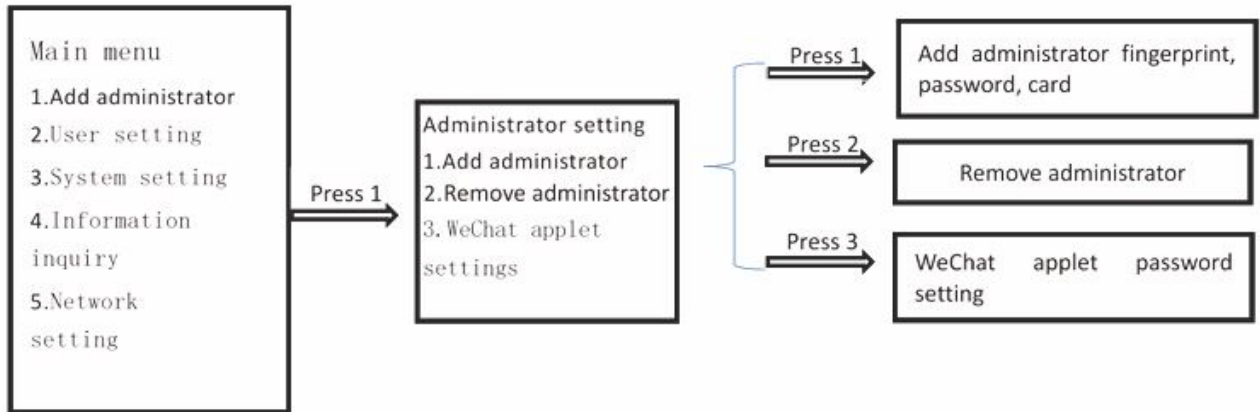 Main menu
1.Add administrator
2.User setting
3.System setting
4.Information
inquiry
5.Network
setting
Press 1
Administrator setting
1.Add administrator
2.Remove administrator
3.WeChat applet
settings
Press 1
Add administrator fingerprint,
password, card
Press 2
Remove administrator
Press 3
WeChat applet password
setting